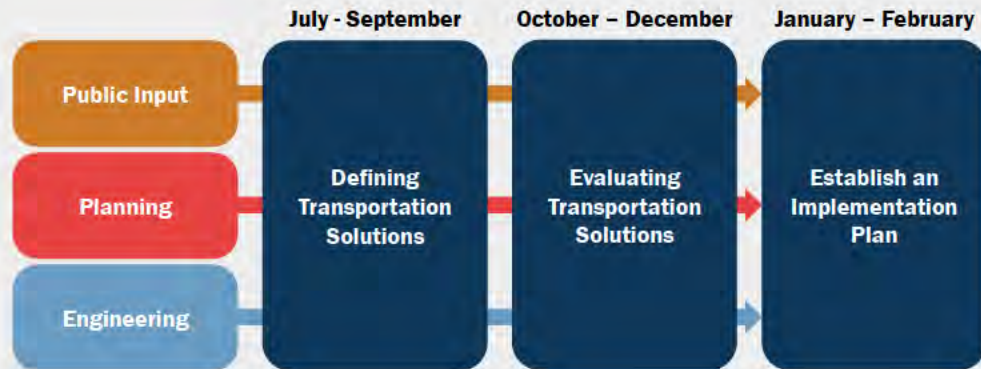 July - September
October – December
January – February
Public Input
Planning
Engineering
Defining
Transportation
Solutions
Evaluating
Transportation
Solutions
Establish an
Implementation
Plan